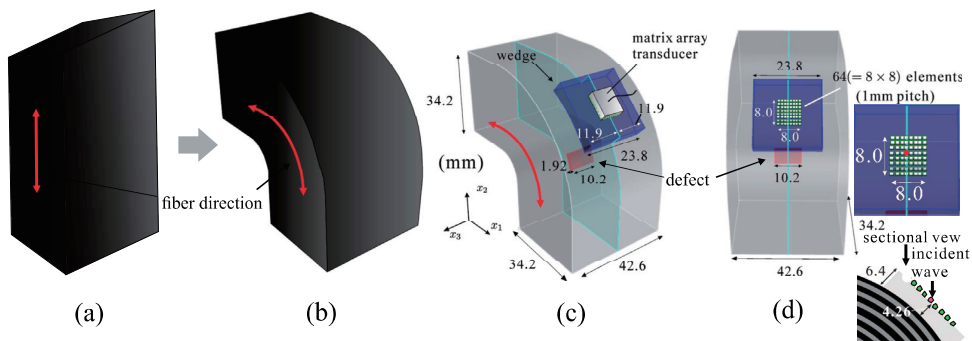 fiber direction
(a)
(b)
34.2
(mm)
x₂
x₁
x₃
wedge
matrix array
transducer
11.9
11.9
23.8
1.92
10.2
defect
34.2
42.6
(c)
23.8
64(= 8 × 8) elements
(1mm pitch)
8.0
8.0
10.2
34.2
42.6
(d)
8.0
8.0
sectional vew
incident
wave
6.4
4.26